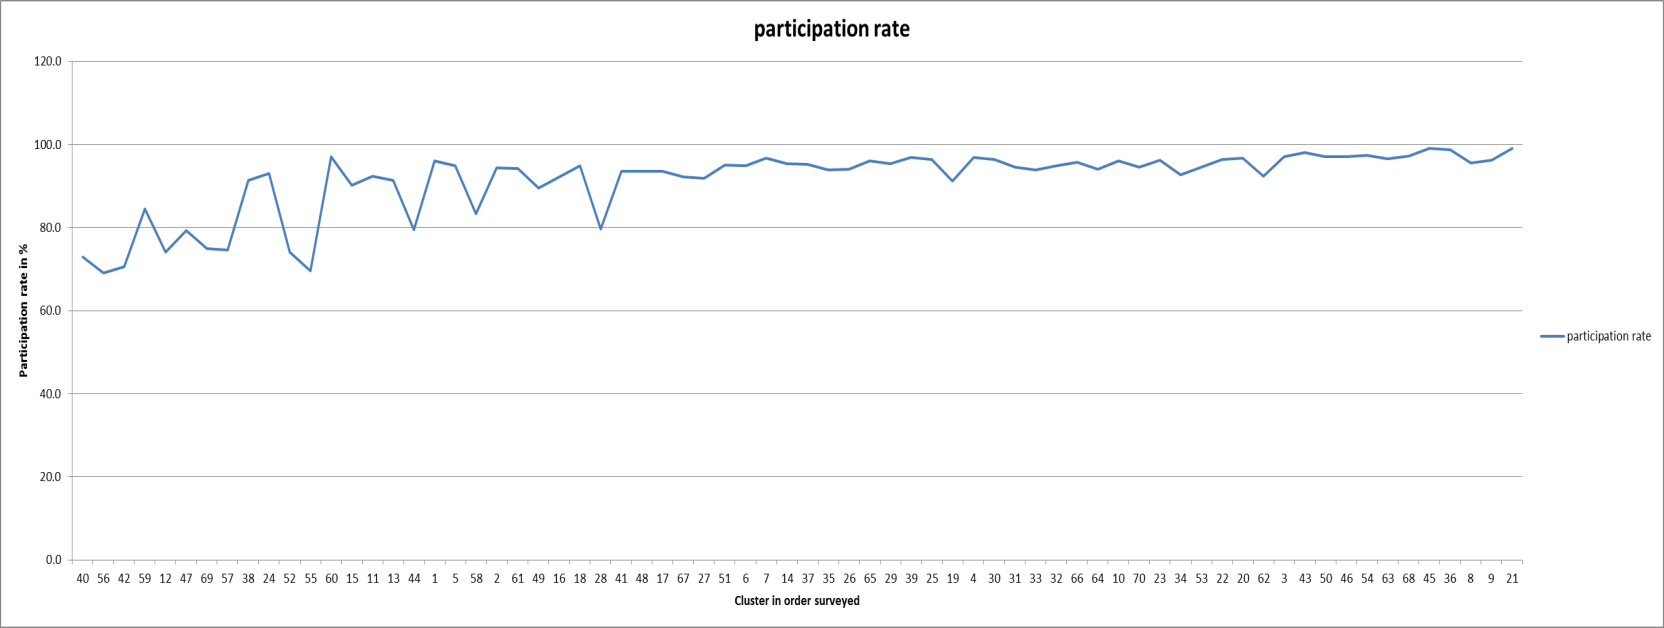 participation rate
120.0
100.0
80.0
60.0
40.0
20.0
0.0
Participation rate in %
40 56 42 59 12 47 69 57 38 24 52 55 60 15 11 13 44 1 5 58 2 61 49 16 18 28 41 48 17 67 27 51 6 7 14 37 35 26 65 29 39 25 19 4 30 31 33 32 66 64 10 70 23 34 53 22 20 62 3 43 50 46 54 63 68 45 36 8 9 21
Cluster in order surveyed
participation rate